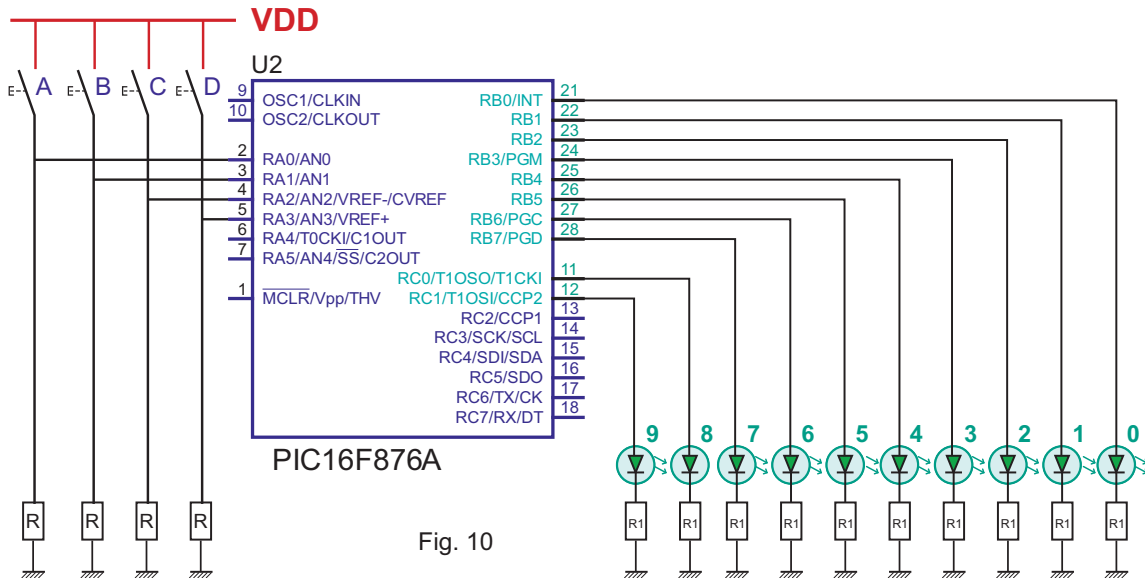 VDD
U2
A
B
C
D
9 OSC1/CLKIN
10 OSC2/CLKOUT
2 RA0/AN0
3 RA1/AN1
4 RA2/AN2/VREF-/CVREF
5 RA3/AN3/VREF+
6 RA4/T0CKI/C1OUT
7 RA5/AN4/SS/C2OUT
1 MCLR/Vpp/THV
RB0/INT 21
RB1 22
RB2 23
RB3/PGM 24
RB4 25
RB5 26
RB6/PGC 27
RB7/PGD 28
RC0/T1OSO/T1CKI 11
RC1/T1OSI/CCP2 12
RC2/CCP1 13
RC3/SCK/SCL 14
RC4/SDI/SDA 15
RC5/SDO 16
RC6/TX/CK 17
RC7/RX/DT 18
PIC16F876A
9 8 7 6 5 4 3 2 1 0
R R R R
R1 R1 R1 R1 R1 R1 R1 R1 R1 R1
Fig. 10